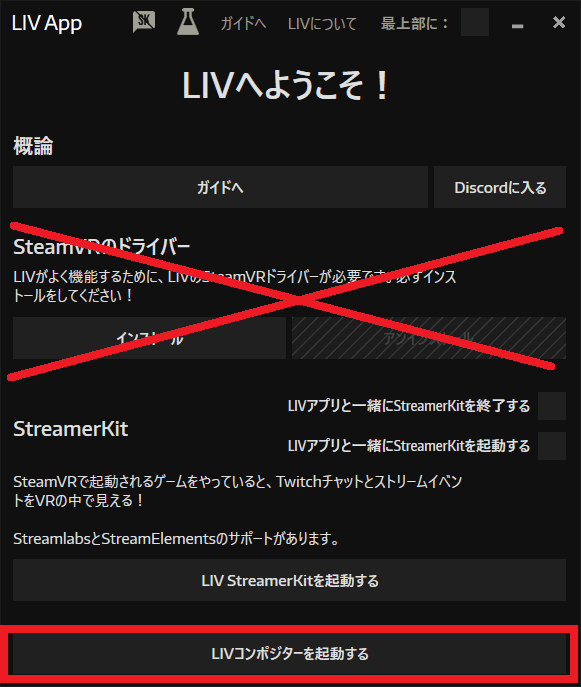 LIV App SK ガイドへ LIVについて 最上部に：
LIVへようこそ！
概論
ガイドへ Discordに入る
SteamVRのドライバー
LIVがよく機能するために、LIVのSteamVRドライバーが必要です。必ずインス
トールをしてください！
インストール アンインストール
LIVアプリと一緒にStreamerKitを終了する
StreamerKit
LIVアプリと一緒にStreamerKitを起動する
SteamVRで起動されるゲームをやっていると、Twitchチャットとストリームイベン
トをVRの中で見える！
StreamlabsとStreamElementsのサポートがあります。
LIV StreamerKitを起動する
LIVコンポジターを起動する